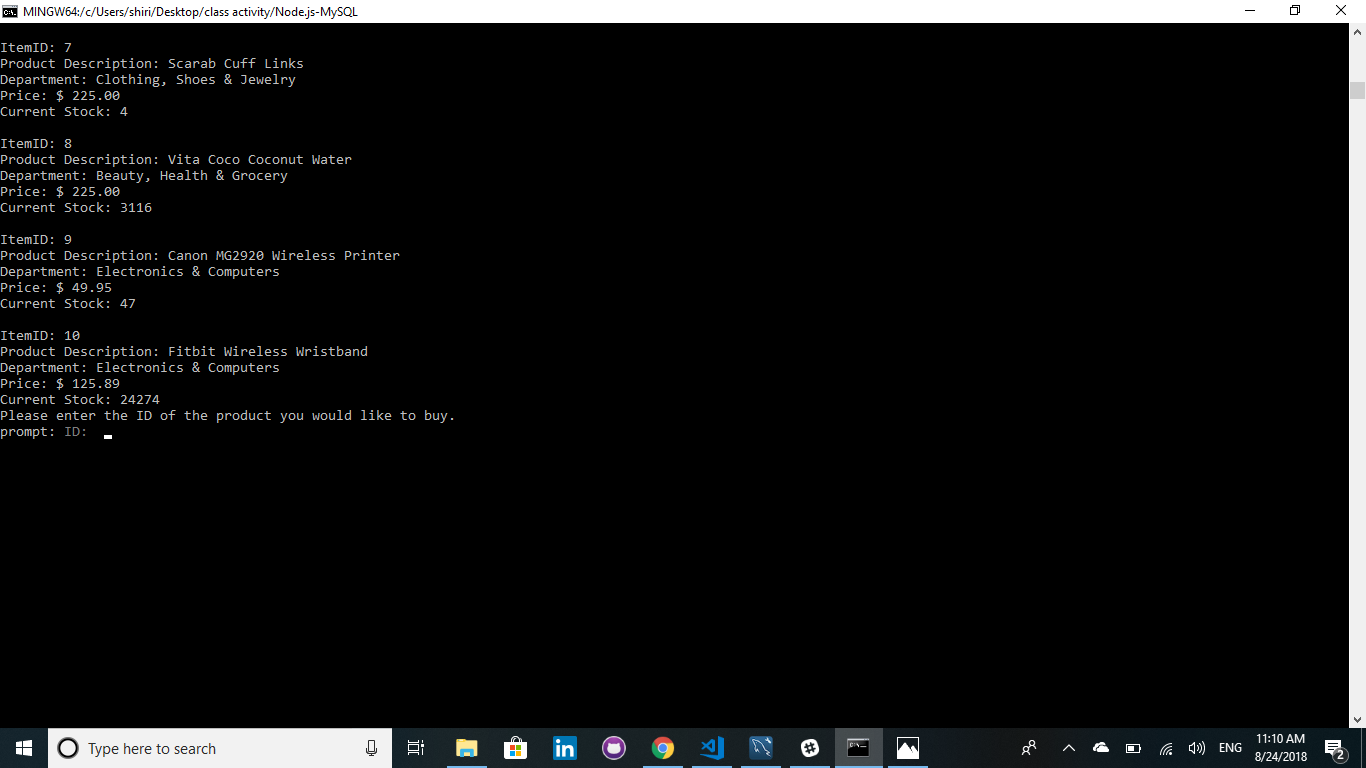 MINGW64:/c/Users/shiri/Desktop/class activity/Node.js-MySQL
ItemID: 7
Product Description: Scarab Cuff Links
Department: Clothing, Shoes & Jewelry
Price: $ 225.00
Current Stock: 4
ItemID: 8
Product Description: Vita Coco Coconut Water
Department: Beauty, Health & Grocery
Price: $ 225.00
Current Stock: 3116
ItemID: 9
Product Description: Canon MG2920 Wireless Printer
Department: Electronics & Computers
Price: $ 49.95
Current Stock: 47
ItemID: 10
Product Description: Fitbit Wireless Wristband
Department: Electronics & Computers
Price: $ 125.89
Current Stock: 24274
Please enter the ID of the product you would like to buy.
prompt: ID:
Type here to search
in
ENG
11:10 AM
8/24/2018
2